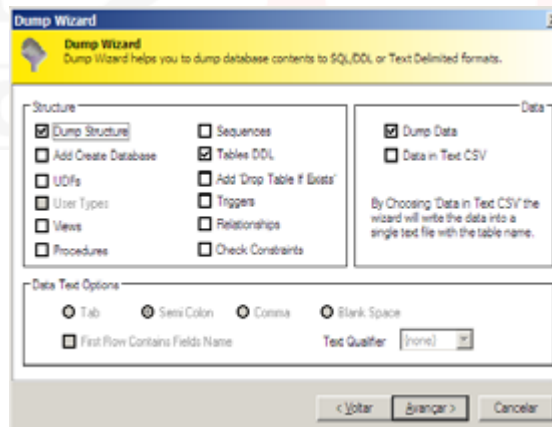 Dump Wizard
Dump Wizard
Dump Wizard helps you to dump database contents to SQL/DDL or Text Delimited formats.
Structure
Dump Structure
Add Create Database
UDFs
User Types
Views
Procedures
Sequences
Tables DDL
Add 'Drop Table If Exists'
Triggers
Relationships
Check Constraints
Data
Dump Data
Data in Text CSV
By Choosing 'Data in Text CSV' the
wizard will write the data into a
single text file with the table name.
Data Text Options
Tab
Semi Colon
Comma
Blank Space
First Row Contains Fields Name
Text Qualifier
[none]
< Voltar
Avançar >
Cancelar